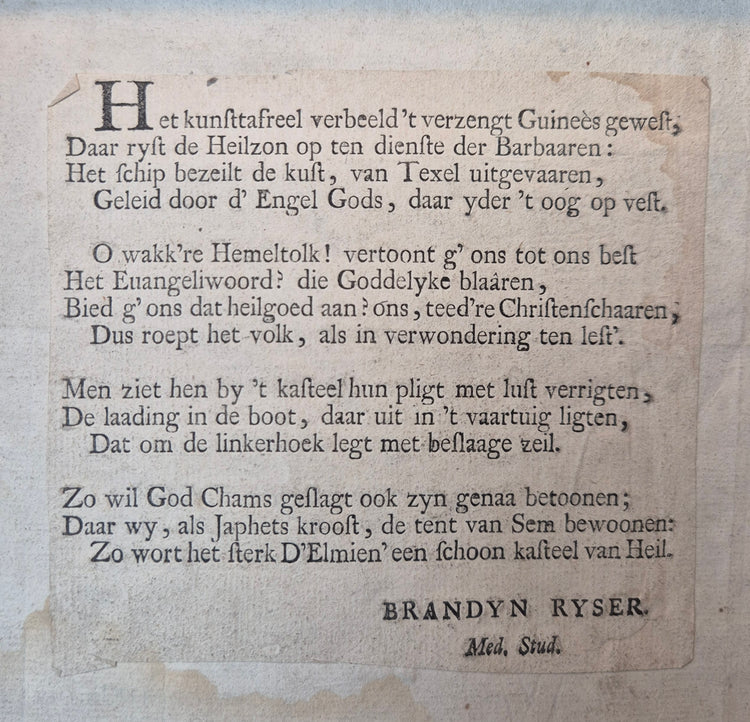 Het kunſttafreel verbeeld 't verzengt Guineès geweſt,
Daar ryſt de Heilzon op ten dienſte der Barbaaren:
Het ſchip bezeilt de kuſt, van Texel uitgevaaren,
Geleid door d' Engel Gods, daar yder 't oog op veſt.
O wakk're Hemeltolk! vertoont g' ons tot ons beſt
Het Euangeliwoord? die Goddelyke blaâren,
Bied g' ons dat heilgoed aan? ons, teed're Chriſtenſchaaren,
Dus roept het volk, als in verwondering ten leſt'.
Men ziet hen by 't kaſteel hun pligt met luſt verrigten,
De laading in de boot, daar uit in 't vaartuig ligten,
Dat om de linkerhoek legt met beſlaage zeil.
Zo wil God Chams geſlagt ook zyn genaa betoonen;
Daar wy, als Japhets krooſt, de tent van Sem bewoonen:
Zo wort het ſterk D'Elmien' een ſchoon kaſteel van Heil.
BRANDYN RYSER.
Med. Stud.